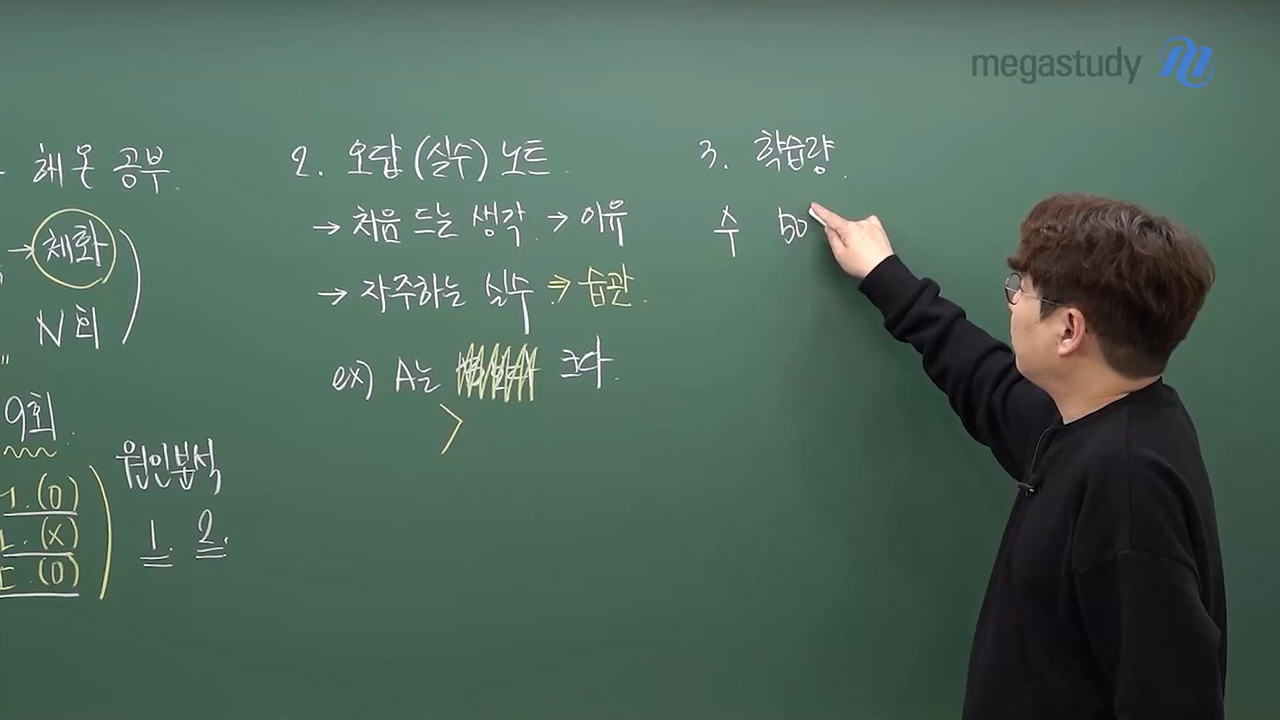 megastudy
해온 공부.
→ 체화
N회
"
9회.
ㄱ.(O)
ㄴ.(X)
ㄷ.(O)
원인분석
1. 2.
2. 오답(실수) 노트.
→ 처음 드는 생각. → 이유
→ 자주하는 실수. ⇒ 습관.
ex) A는 크다.
>
3. 학습량.
수 50